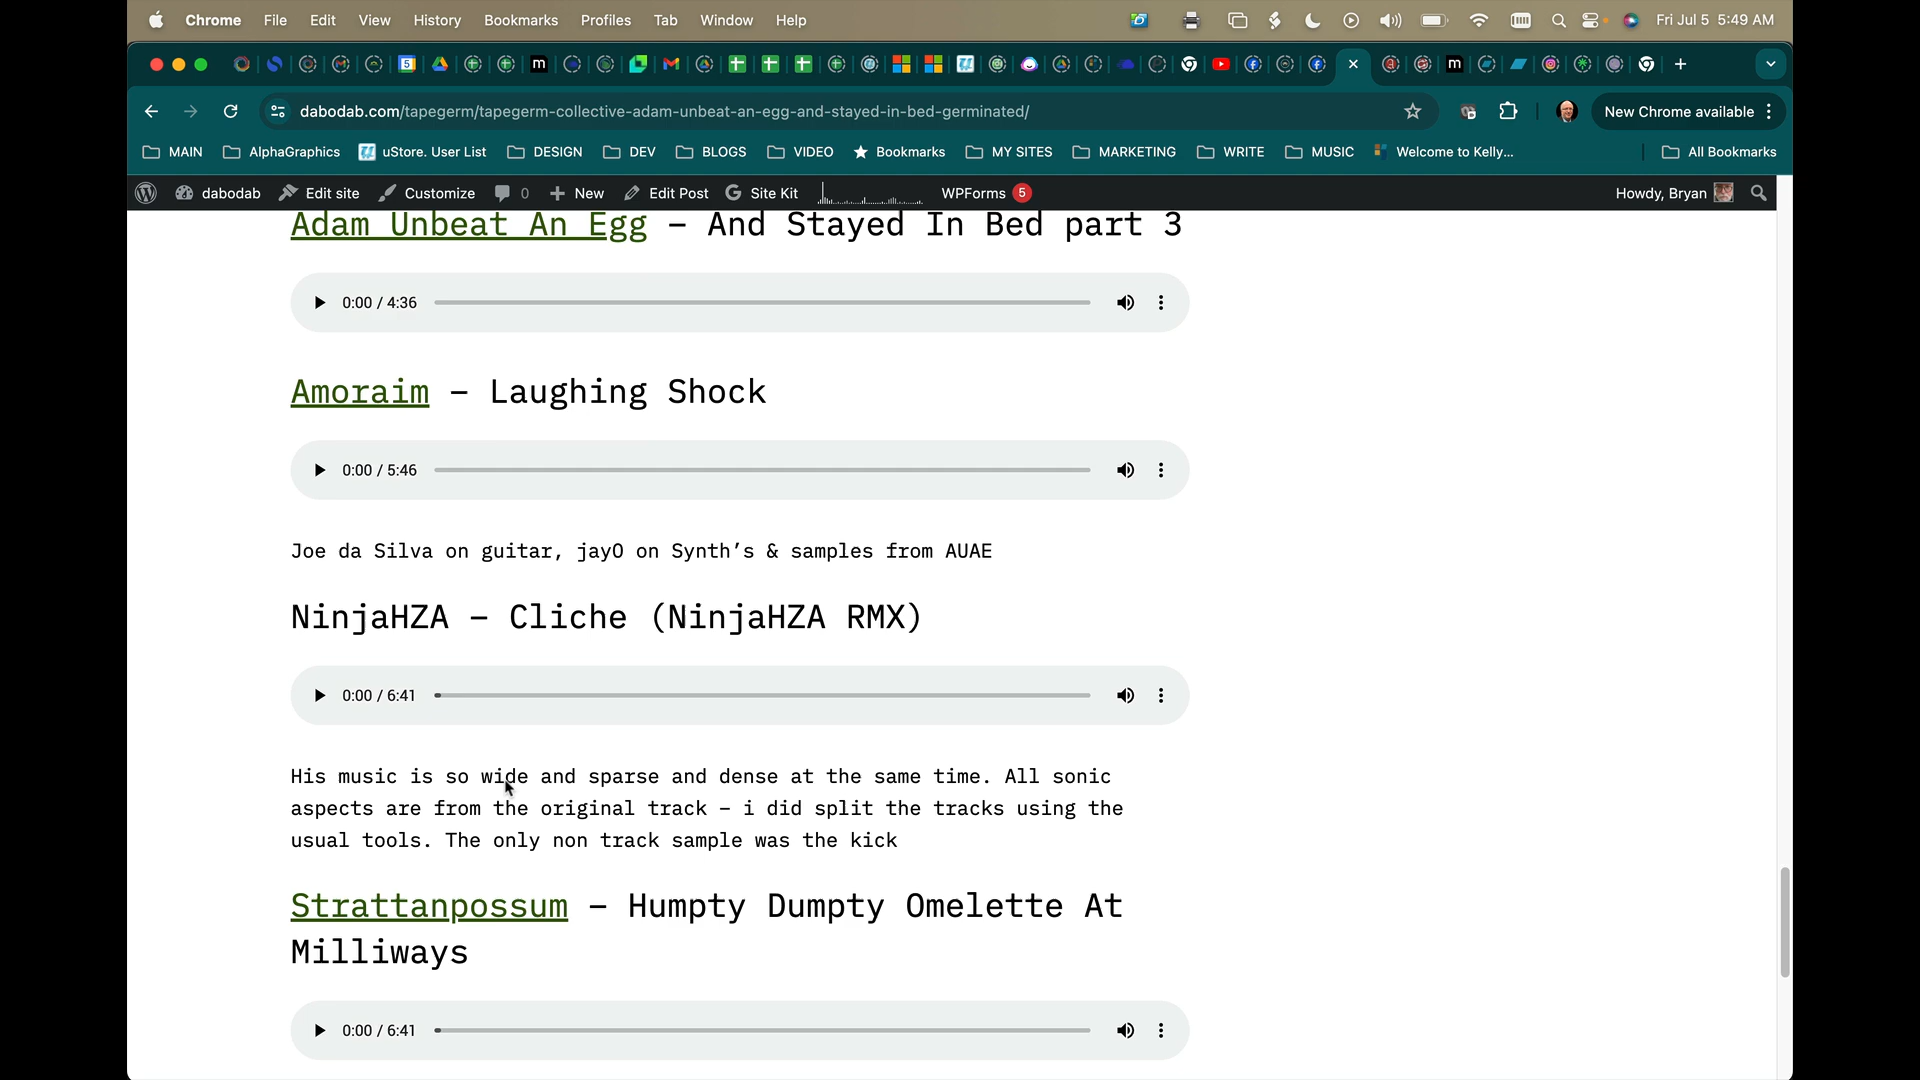 Chrome File Edit View History Bookmarks Profiles Tab Window Help Fri Jul 5 5:49 AM
dabodab.com/tapegerm/tapegerm-collective-adam-unbeat-an-egg-and-stayed-in-bed-germinated/ New Chrome available
MAIN AlphaGraphics uStore. User List DESIGN DEV BLOGS VIDEO Bookmarks MY SITES MARKETING WRITE MUSIC Welcome to Kelly... All Bookmarks
dabodab Edit site Customize 0 New Edit Post Site Kit WPForms 5 Howdy, Bryan
Adam Unbeat An Egg – And Stayed In Bed part 3
0:00 / 4:36
Amoraim – Laughing Shock
0:00 / 5:46
Joe da Silva on guitar, jayO on Synth’s & samples from AUAE
NinjaHZA – Cliche (NinjaHZA RMX)
0:00 / 6:41
His music is so wide and sparse and dense at the same time. All sonic
aspects are from the original track – i did split the tracks using the
usual tools. The only non track sample was the kick
Strattanpossum – Humpty Dumpty Omelette At
Milliways
0:00 / 6:41